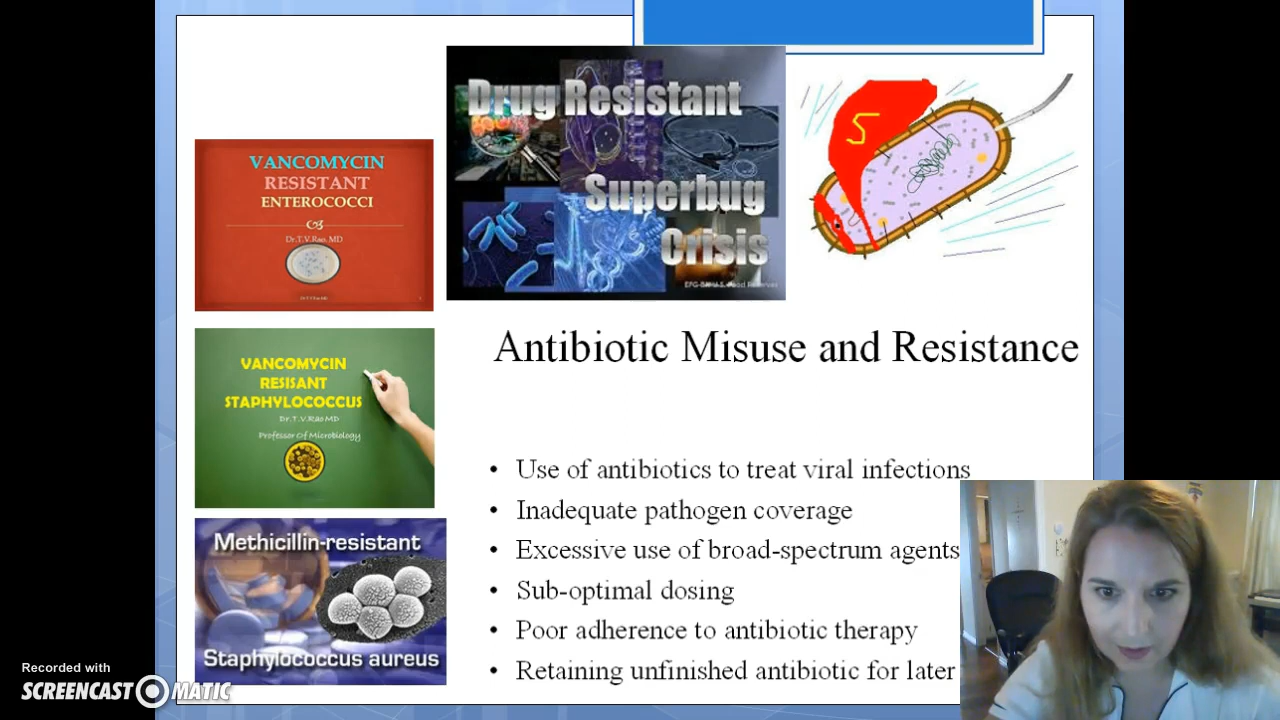 Drug Resistant
Superbug
Crisis
S
VANCOMYCIN
RESISTANT
ENTEROCOCCI
Dr.T.V.Rao MD
VANCOMYCIN
RESISANT
STAPHYLOCOCCUS
Dr.T.V.Rao MD
Professor Of Microbiology
Methicillin-resistant
Staphylococcus aureus
Antibiotic Misuse and Resistance
• Use of antibiotics to treat viral infections
• Inadequate pathogen coverage
• Excessive use of broad-spectrum agents
• Sub-optimal dosing
• Poor adherence to antibiotic therapy
• Retaining unfinished antibiotic for later
Recorded with
SCREENCAST MATIC